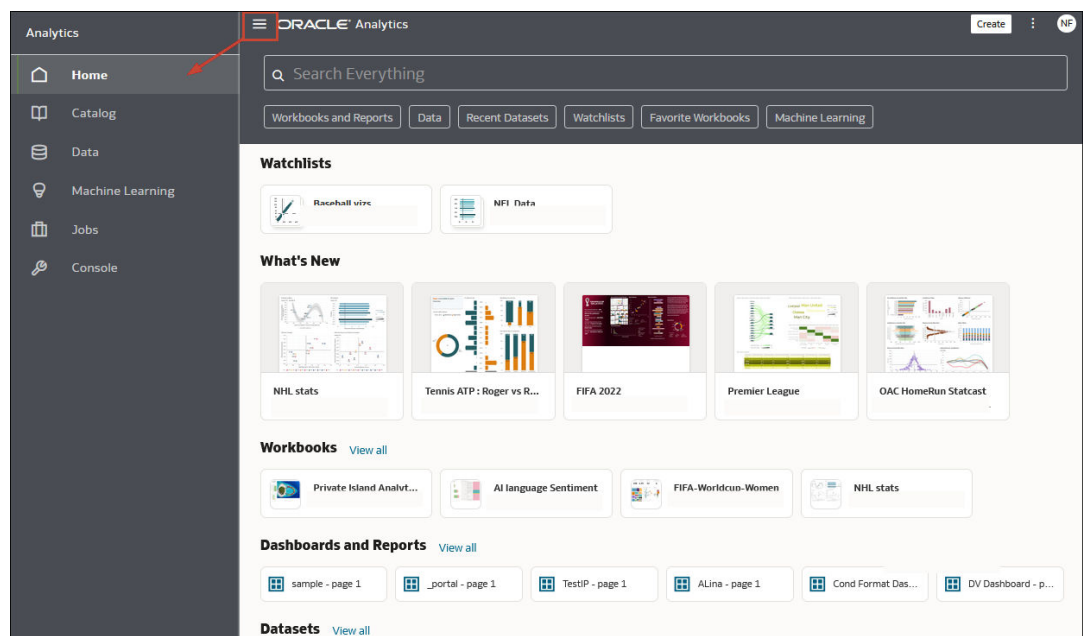 Analytics
Home
Catalog
Data
Machine Learning
Jobs
Console
ORACLE Analytics
Create
NF
Search Everything
Workbooks and Reports
Data
Recent Datasets
Watchlists
Favorite Workbooks
Machine Learning
Watchlists
Baseball vizs
NFL Data
What's New
NHL stats
Tennis ATP : Roger vs R...
FIFA 2022
Premier League
OAC HomeRun Statcast
Workbooks View all
Private Island Analyt...
AI language Sentiment
FIFA-Worldcup-Women
NHL stats
Dashboards and Reports View all
sample - page 1
_portal - page 1
TestIP - page 1
ALina - page 1
Cond Format Das...
DV Dashboard - p...
Datasets View all